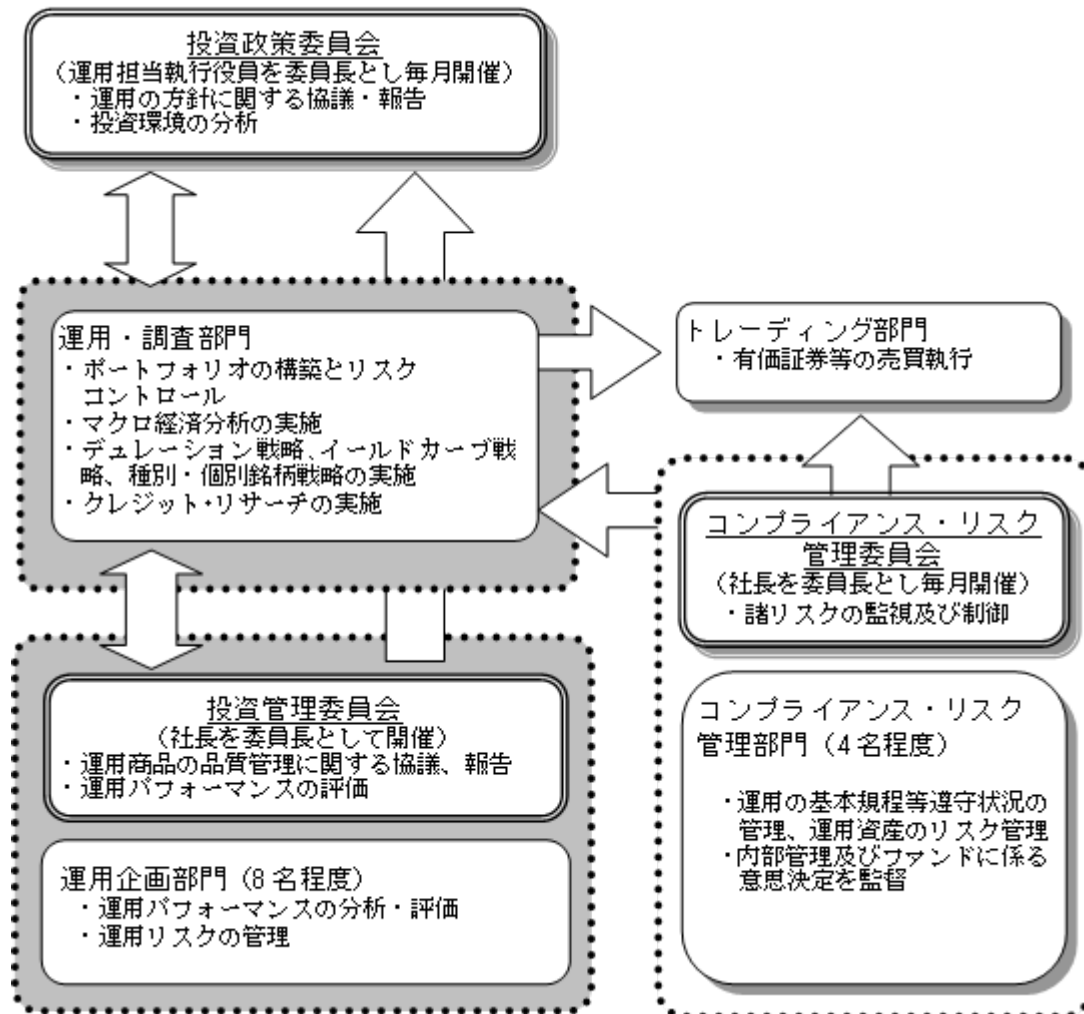 投資政策委員会
（運用担当執行役員を委員長とし毎月開催）
・運用の方針に関する協議・報告
・投資環境の分析
運用・調査部門
・ポートフォリオの構築とリスク
コントロール
・マクロ経済分析の実施
・デュレーション戦略、イールドカーブ戦
略、種別・個別銘柄戦略の実施
・クレジット・リサーチの実施
トレーディング部門
・有価証券等の売買執行
コンプライアンス・リスク
管理委員会
（社長を委員長とし毎月開催）
・諸リスクの監視及び制御
投資管理委員会
（社長を委員長として開催）
・運用商品の品質管理に関する協議、報告
・運用パフォーマンスの評価
運用企画部門（8名程度）
・運用パフォーマンスの分析・評価
・運用リスクの管理
コンプライアンス・リスク
管理部門（4名程度）
・運用の基本規程等遵守状況の
管理、運用資産のリスク管理
・内部管理及びファンドに係る
意思決定を監督